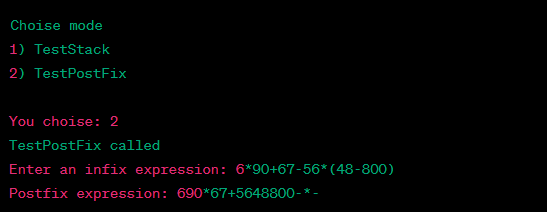 Choise mode
1) TestStack
2) TestPostFix
You choise: 2
TestPostFix called
Enter an infix expression: 6*90+67-56*(48-800)
Postfix expression: 690*67+5648800-*-